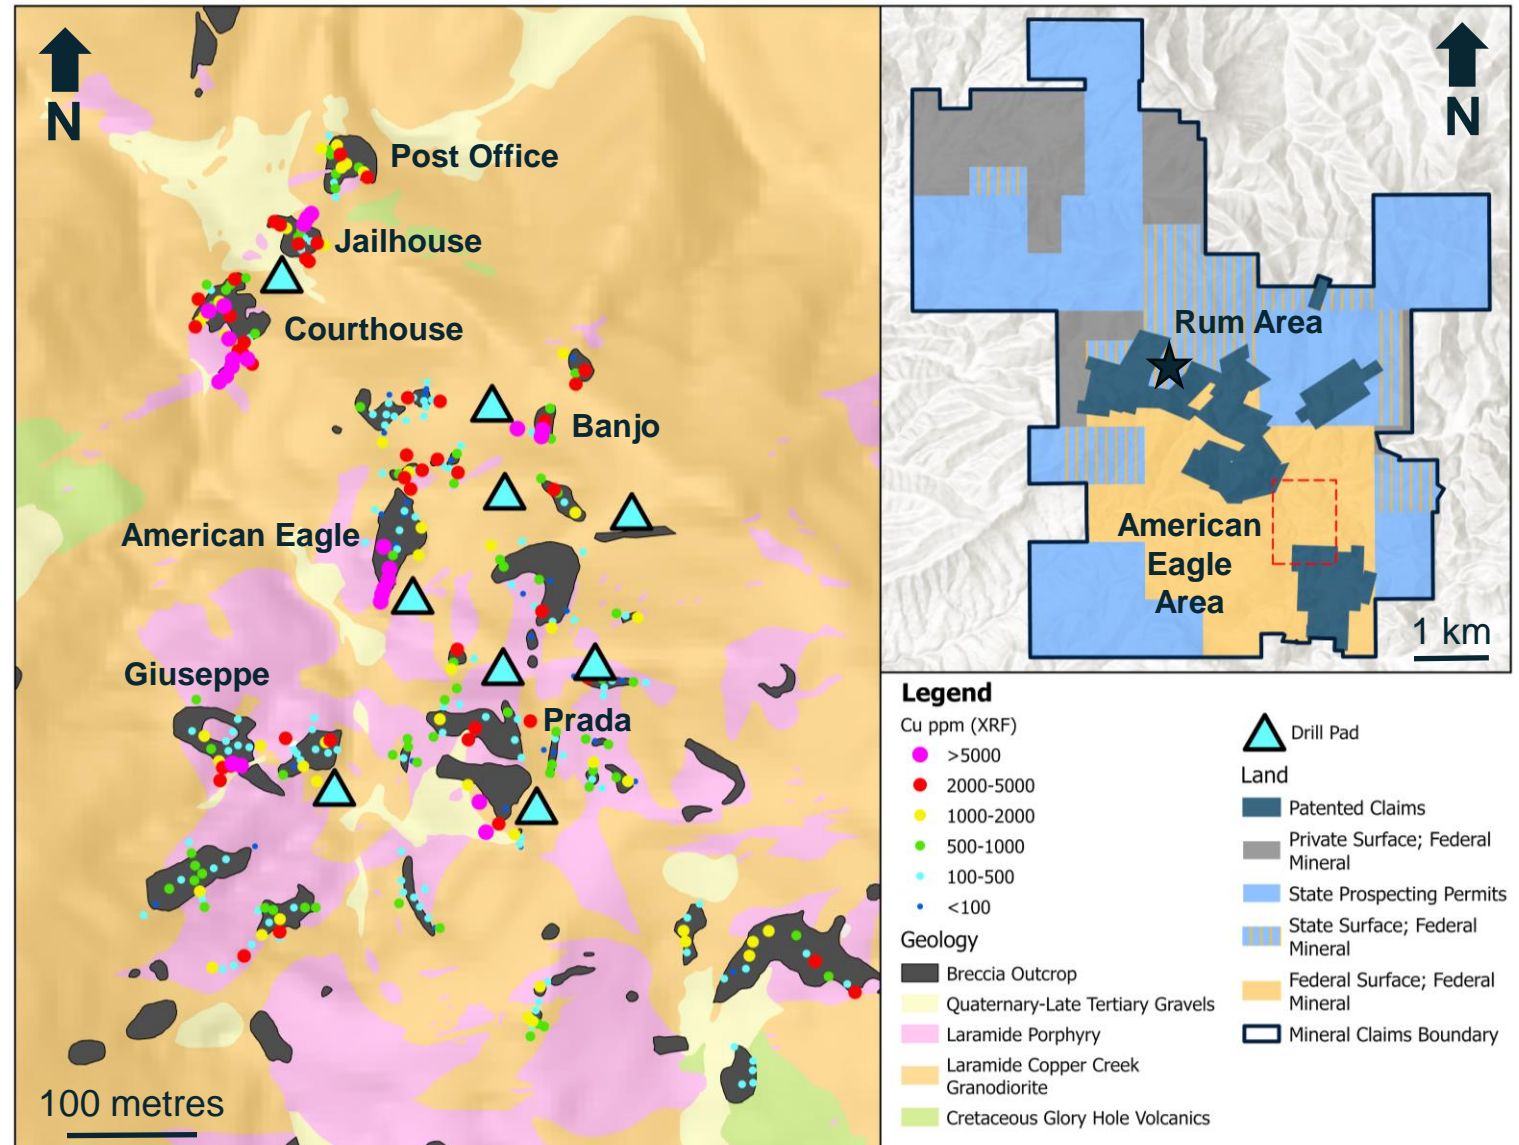 N
Post Office
Jailhouse
Courthouse
Banjo
American Eagle
Giuseppe
Prada
100 metres
N
Rum Area
American
Eagle
Area
1 km
Legend
Cu ppm (XRF)
>5000
2000-5000
1000-2000
500-1000
100-500
<100
Geology
Breccia Outcrop
Quaternary-Late Tertiary Gravels
Laramide Porphyry
Laramide Copper Creek
Granodiorite
Cretaceous Glory Hole Volcanics
Drill Pad
Land
Patented Claims
Private Surface; Federal
Mineral
State Prospecting Permits
State Surface; Federal
Mineral
Federal Surface; Federal
Mineral
Mineral Claims Boundary